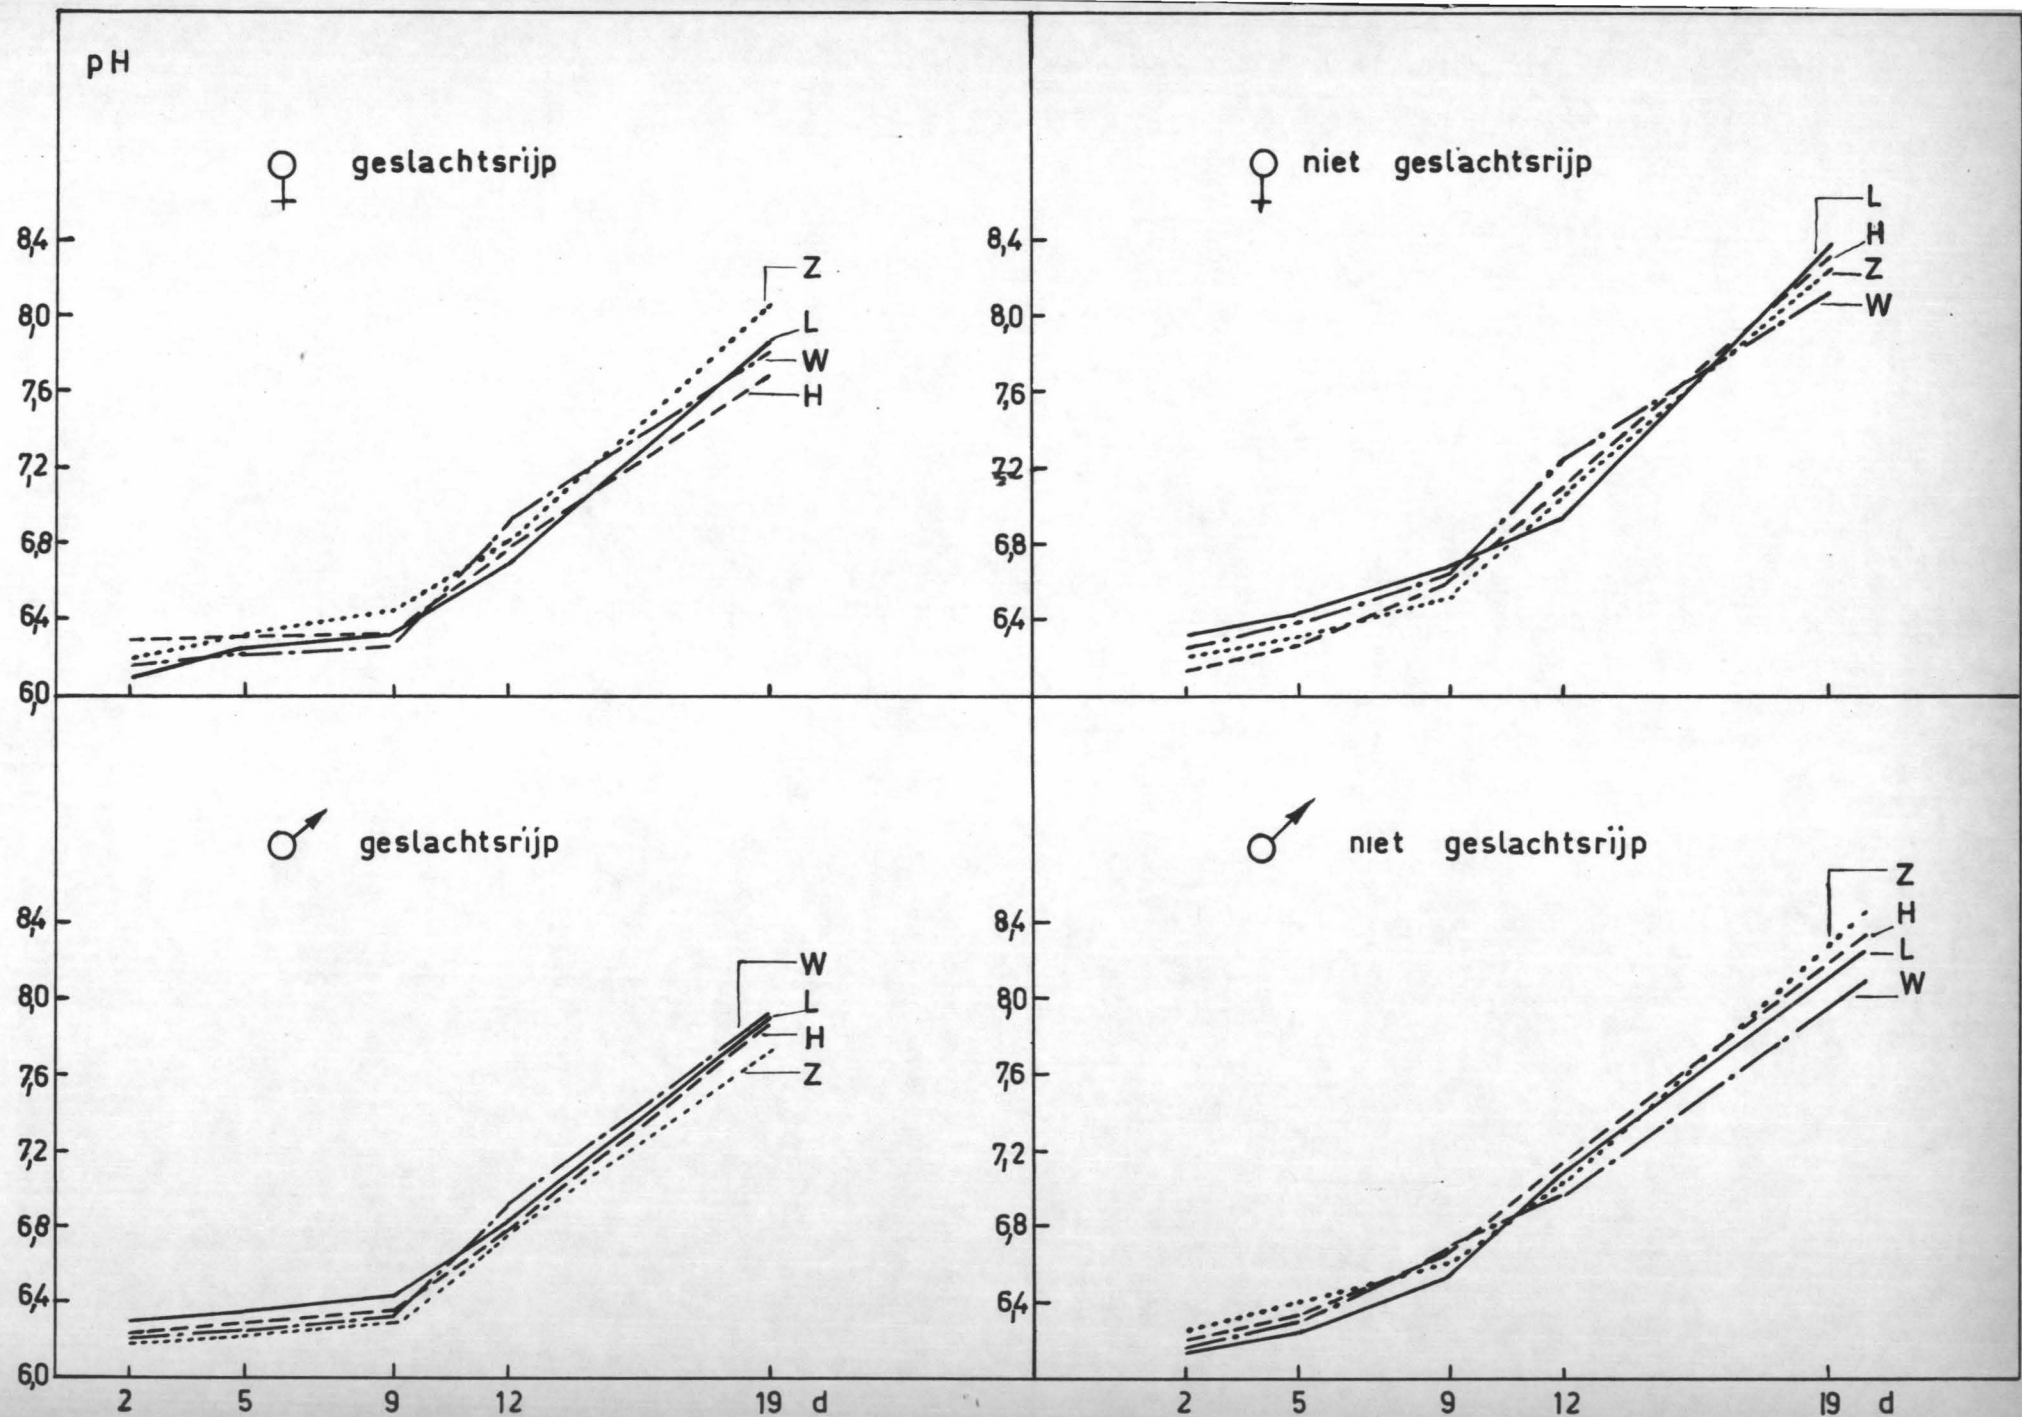 pH
♀ geslachtsrijp
8,4
8,0
7,6
7,2
6,8
6,4
6,0
Z
L
W
H
♀ niet geslachtsrijp
8,4
8,0
7,6
7,2
6,8
6,4
L
H
Z
W
♂ geslachtsrijp
8,4
8,0
7,6
7,2
6,8
6,4
6,0
W
L
H
Z
2 5 9 12 19 d
♂ niet geslachtsrijp
8,4
8,0
7,6
7,2
6,8
6,4
Z
H
L
W
2 5 9 12 19 d